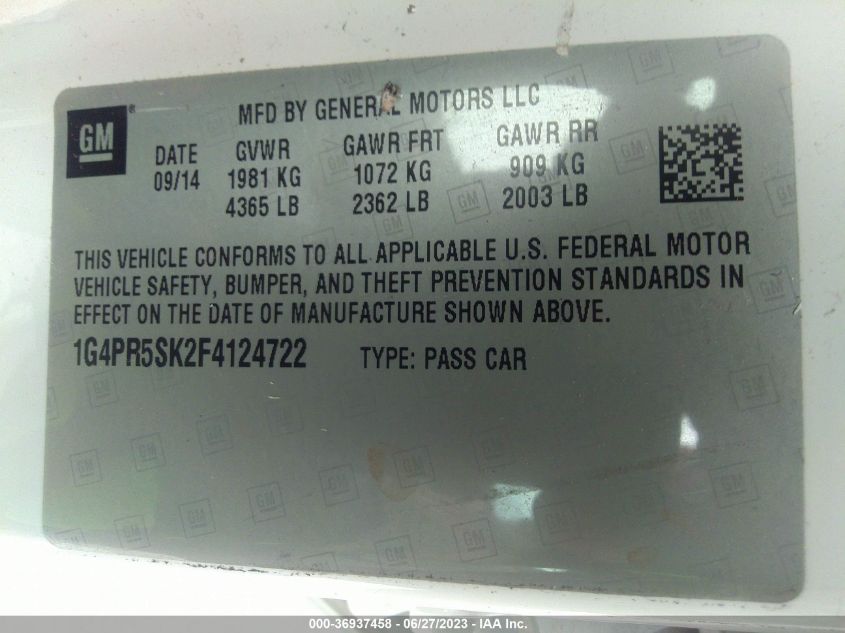 MFD BY GENERAL MOTORS LLC
GM ®
DATE GVWR GAWR FRT GAWR RR
09/14 1981 KG 1072 KG 909 KG
4365 LB 2362 LB 2003 LB
THIS VEHICLE CONFORMS TO ALL APPLICABLE U.S. FEDERAL MOTOR
VEHICLE SAFETY, BUMPER, AND THEFT PREVENTION STANDARDS IN
EFFECT ON THE DATE OF MANUFACTURE SHOWN ABOVE.
1G4PR5SK2F4124722 TYPE: PASS CAR
000-36937458 - 06/27/2023 - IAA Inc.